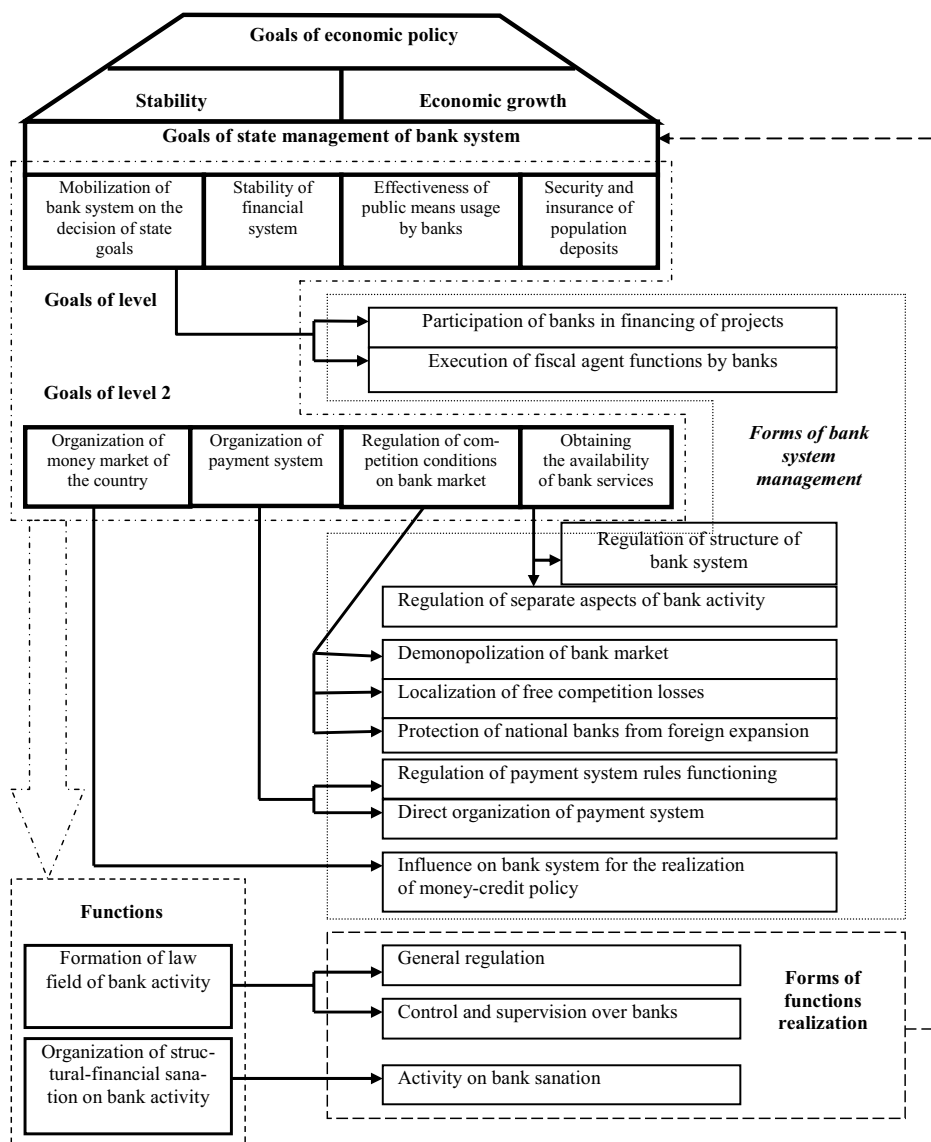 Goals of economic policy
Stability
Economic growth
Goals of state management of bank system
Mobilization of
bank system on the
decision of state
goals
Stability of
financial
system
Effectiveness of
public means usage
by banks
Security and
insurance of
population
deposits
Goals of level
Participation of banks in financing of projects
Execution of fiscal agent functions by banks
Goals of level 2
Organization of
money market of
the country
Organization of
payment system
Regulation of com-
petition conditions
on bank market
Obtaining
the availability
of bank services
Forms of bank
system
management
Regulation of structure of
bank system
Regulation of separate aspects of bank activity
Demonopolization of bank market
Localization of free competition losses
Protection of national banks from foreign expansion
Regulation of payment system rules functioning
Direct organization of payment system
Influence on bank system for the realization
of money-credit policy
Functions
Formation of law
field of bank activity
Organization of struc-
tural-financial sana-
tion on bank activity
General regulation
Control and supervision over banks
Activity on bank sanation
Forms of
functions
realization